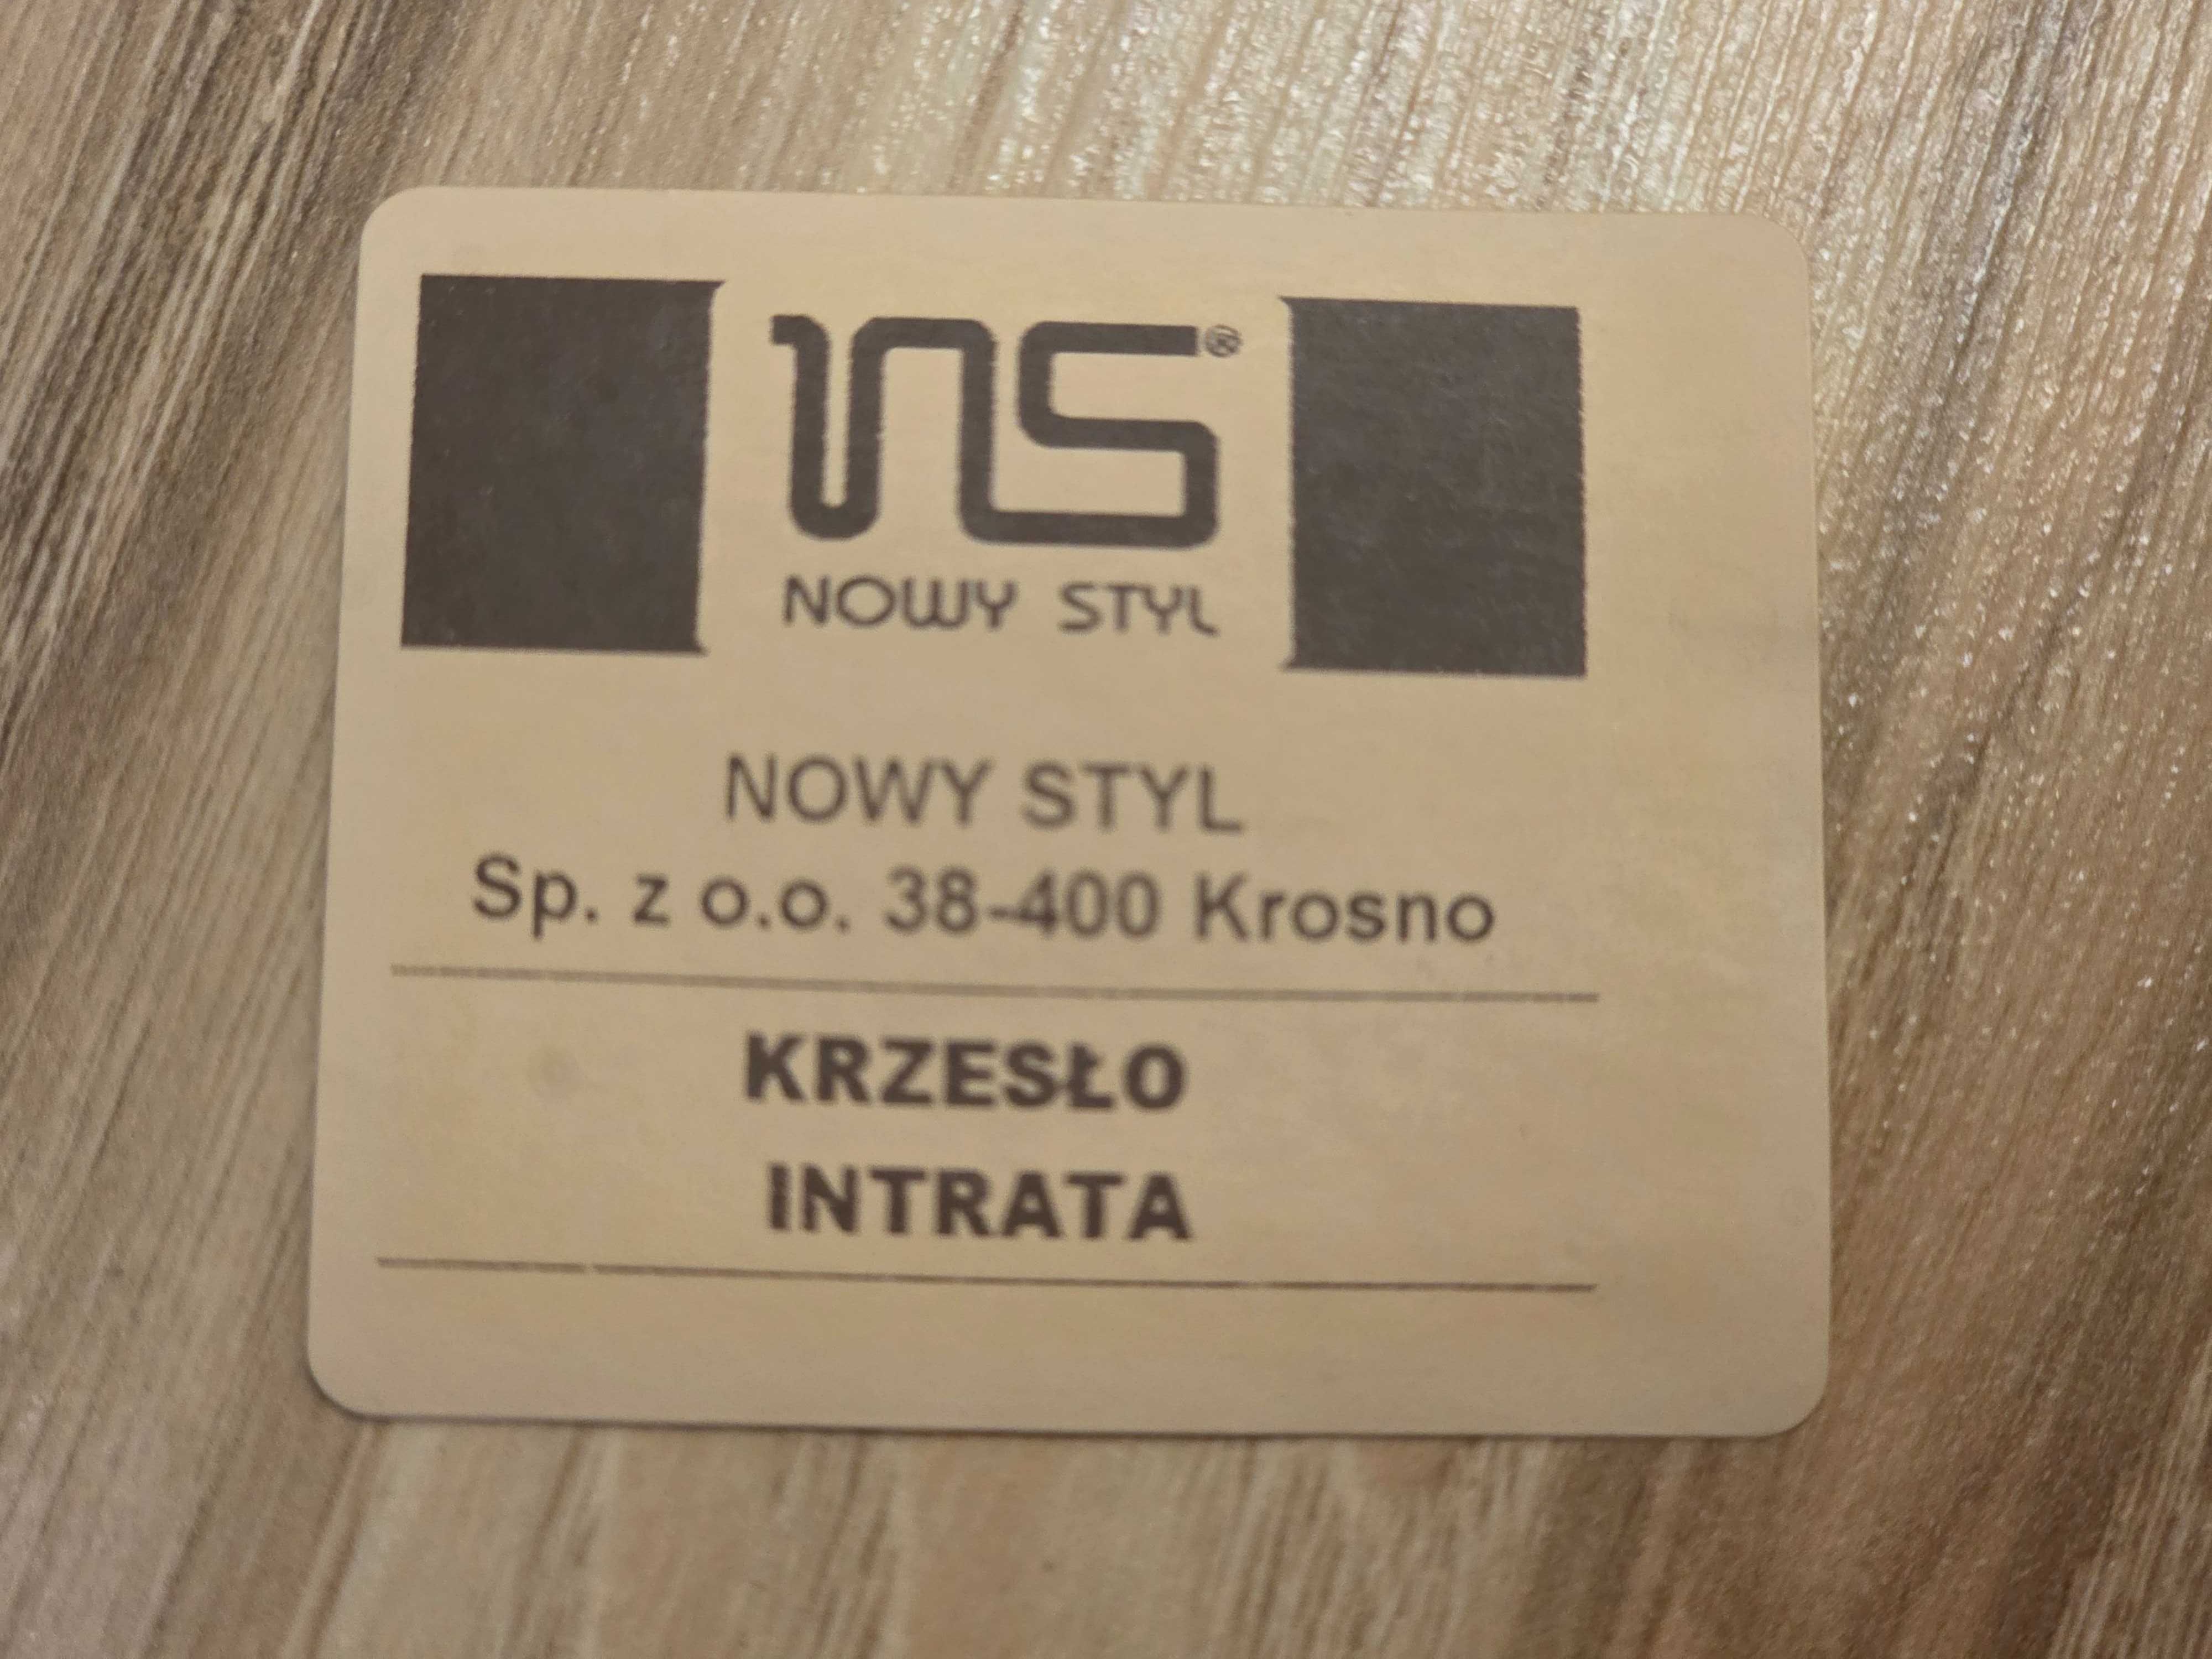 ns®
NOWY STYL
NOWY STYL
Sp. z o.o. 38-400 Krosno
KRZESŁO
INTRATA